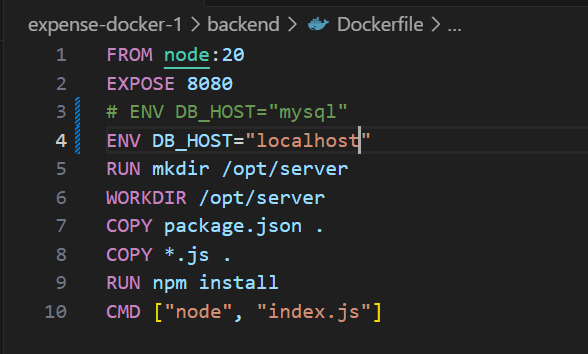 expense-docker-1 > backend > Dockerfile > ...
1 FROM node:20
2 EXPOSE 8080
3 # ENV DB_HOST="mysql"
4 ENV DB_HOST="localhost"
5 RUN mkdir /opt/server
6 WORKDIR /opt/server
7 COPY package.json .
8 COPY *.js .
9 RUN npm install
10 CMD ["node", "index.js"]